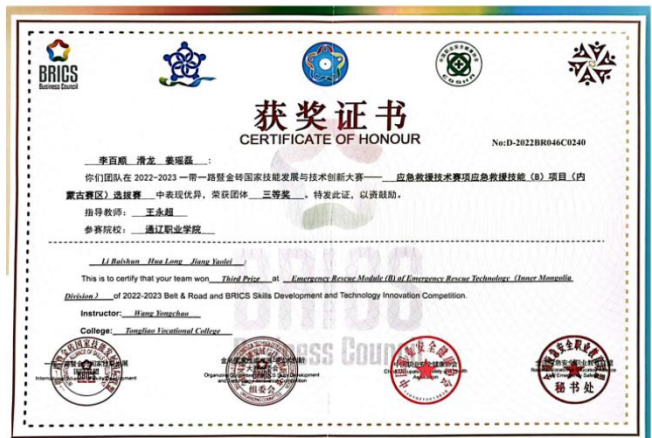 BRICS
Business Council
获奖证书
CERTIFICATE OF HONOUR
No:D-2022BR046C0240
李百顺 滑龙 姜瑶磊 :
你们团队在 2022-2023 一带一路暨金砖国家技能发展与技术创新大赛—— 应急救援技术赛项应急救援技能(B)项目(内
蒙古赛区)选拔赛 中表现优异,荣获团体 三等奖 。特发此证,以资鼓励。
指导教师: 王永超
参赛院校: 通辽职业学院
Li Baishun Hua Long Jiang Yaolei :
This is to certify that your team won Third Prize at Emergency Rescue Module (B) of Emergency Rescue Technology (Inner Mongolia
Division) of 2022-2023 Belt & Road and BRICS Skills Development and Technology Innovation Competition.
Instructor: Wang Yongchao
College: Tongliao Vocational College
BRICS
Business Council
组委会
秘书处